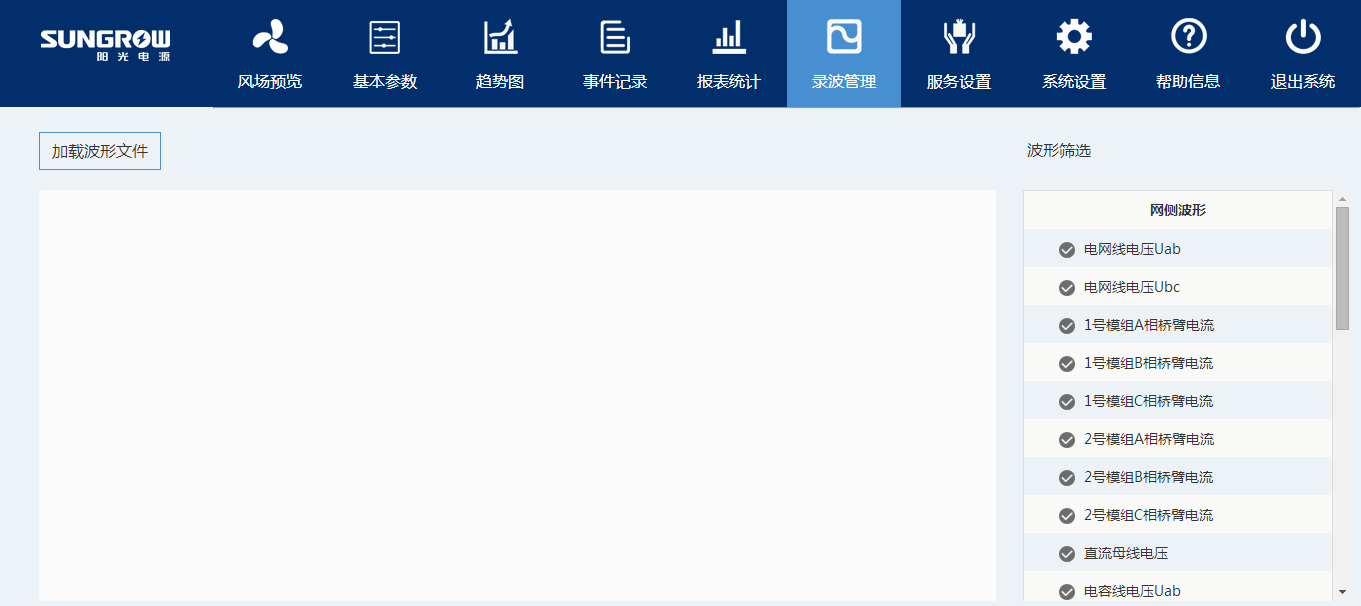 SUNGROW
阳光电源
风场预览
基本参数
趋势图
事件记录
报表统计
录波管理
服务设置
系统设置
帮助信息
退出系统
加载波形文件
波形筛选
网侧波形
电网线电压Uab
电网线电压Ubc
1号模组A相桥臂电流
1号模组B相桥臂电流
1号模组C相桥臂电流
2号模组A相桥臂电流
2号模组B相桥臂电流
2号模组C相桥臂电流
直流母线电压
电容线电压Uab